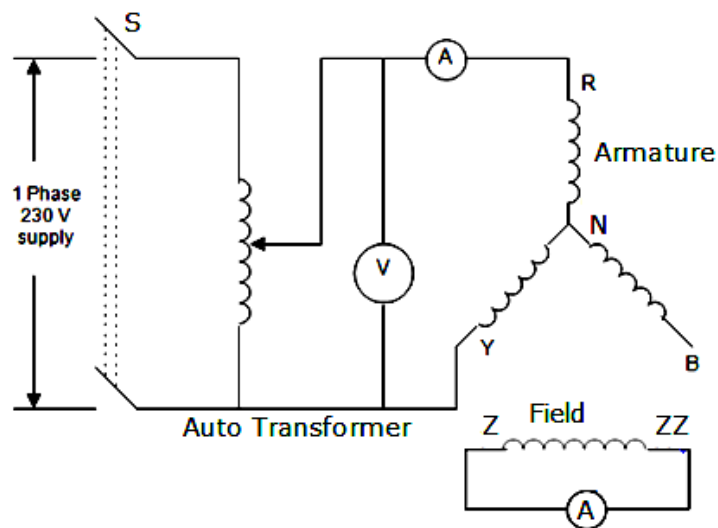 S
A
R
Armature
1 Phase
230 V
supply
N
V
Y
B
Auto Transformer
Field
Z
ZZ
A